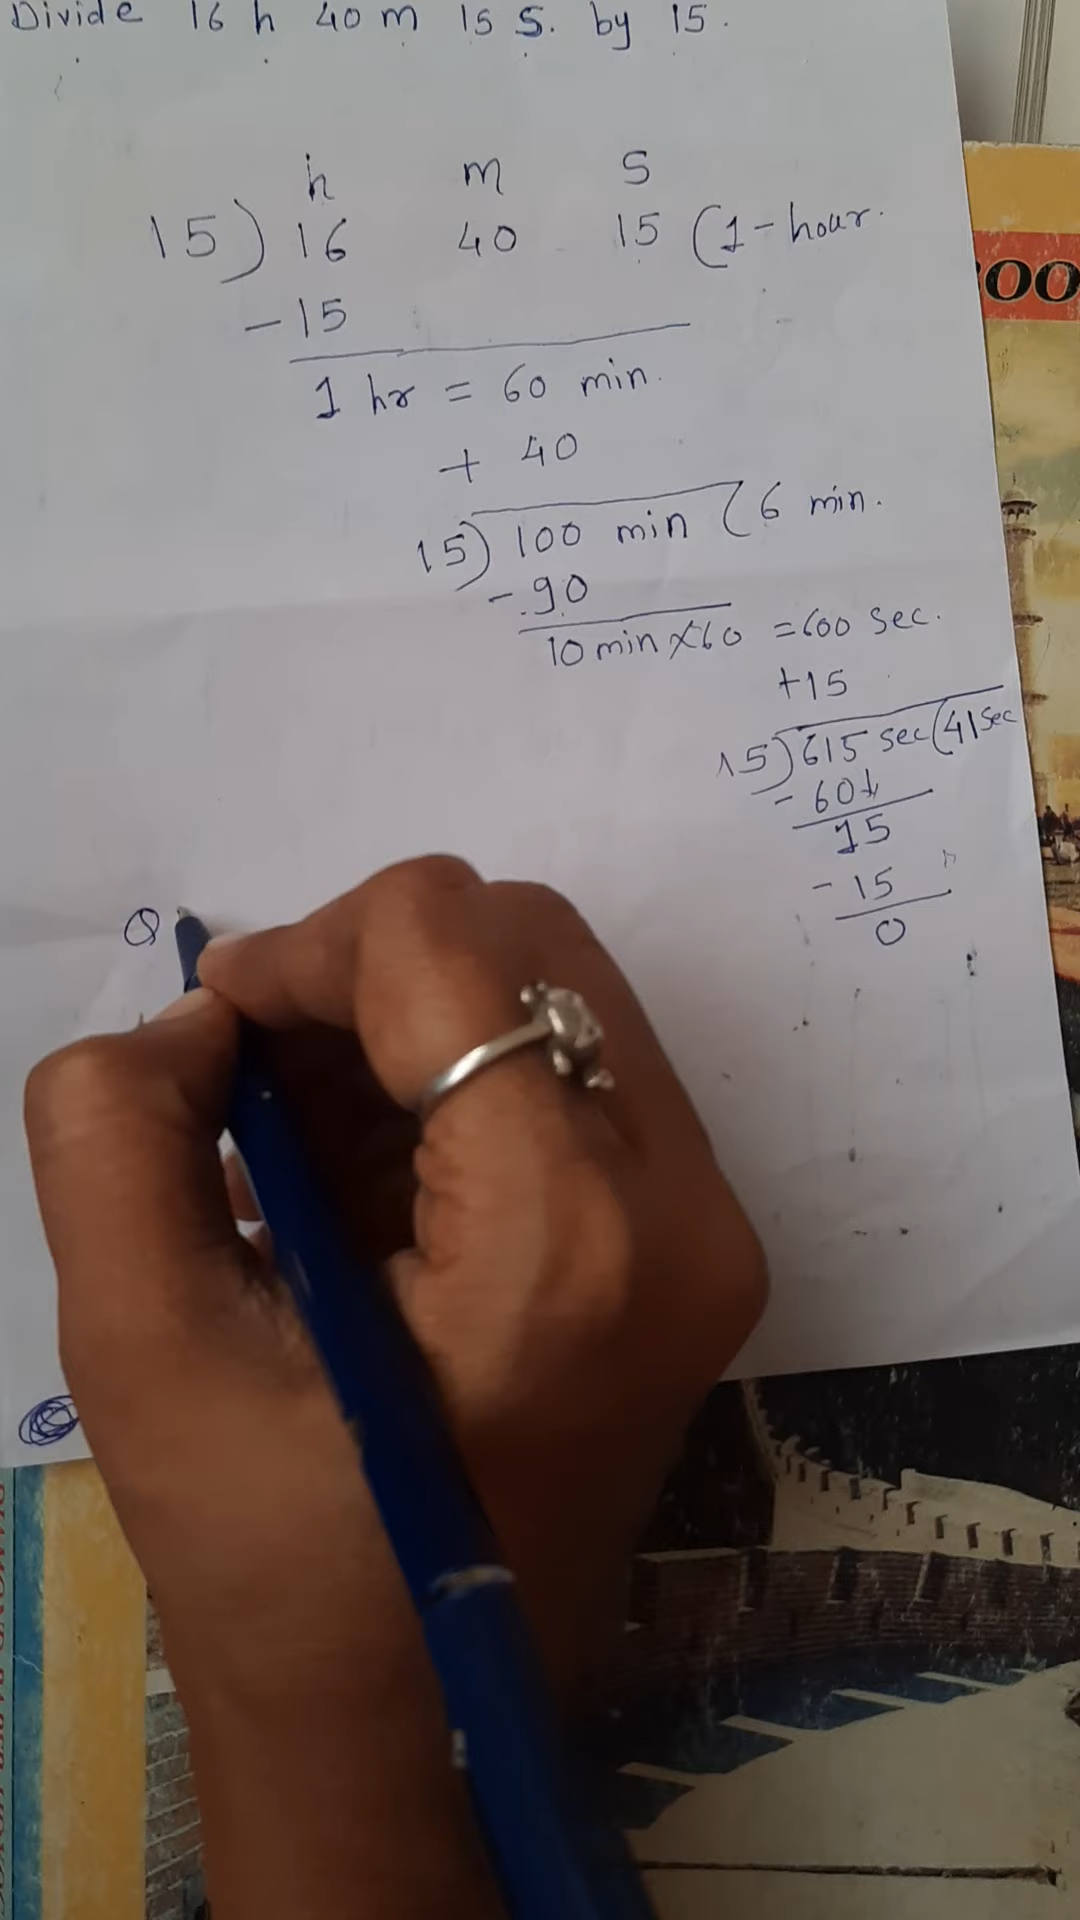 Divide 16 h 40 m 15 S. by 15.
h m S
15) 16 40 15 (1-hour.
-15
1 hr = 60 min.
+ 40
15) 100 min (6 min.
-90
10 min × 60 = 600 sec.
+15
15) 615 sec (41 sec
- 60↓
15
- 15
0
Q
OO